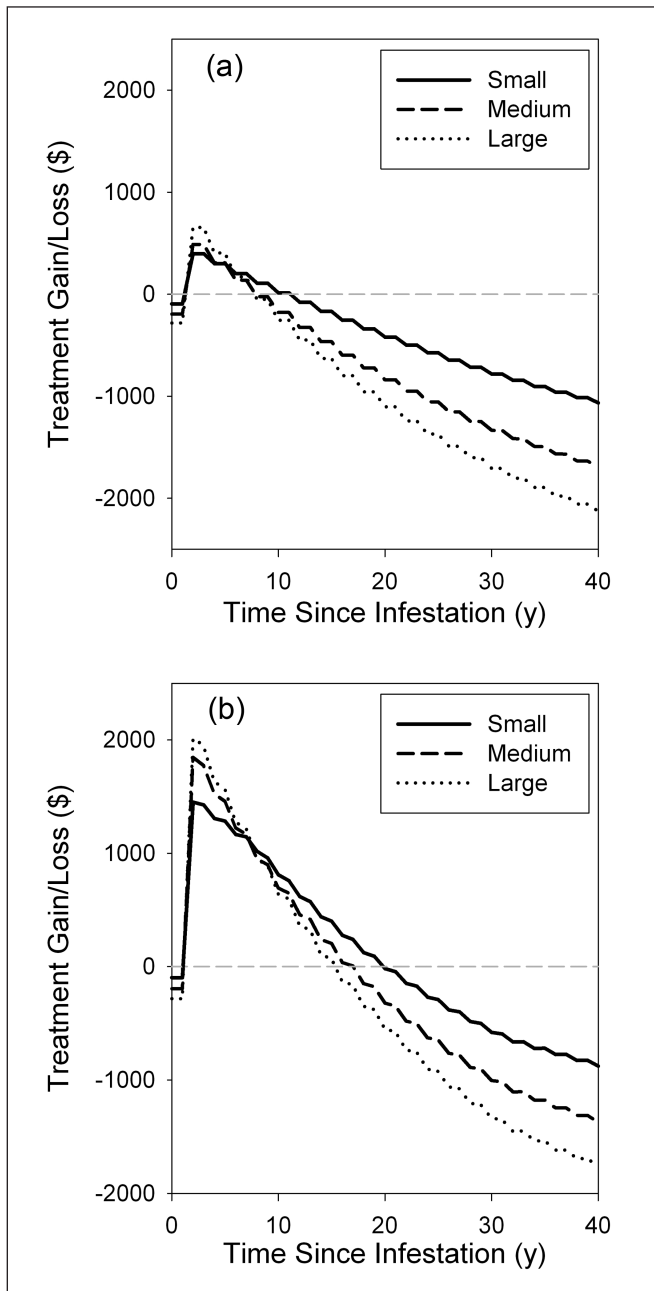 (a)
Small
Medium
Large
2000
1000
0
-1000
-2000
Treatment Gain/Loss ($)
0 10 20 30 40
Time Since Infestation (y)
(b)
Small
Medium
Large
2000
1000
0
-1000
-2000
Treatment Gain/Loss ($)
0 10 20 30 40
Time Since Infestation (y)